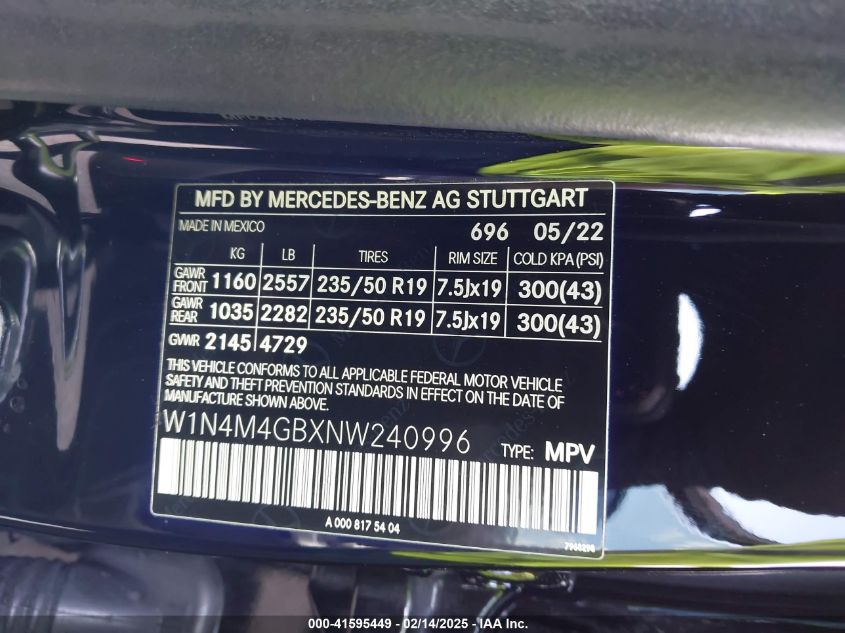 MFD BY MERCEDES-BENZ AG STUTTGART
MADE IN MEXICO 696 05/22
KG LB TIRES RIM SIZE COLD KPA (PSI)
GAWR FRONT 1160 2557 235/50 R19 7.5Jx19 300(43)
GAWR REAR 1035 2282 235/50 R19 7.5Jx19 300(43)
GVWR 2145 4729
THIS VEHICLE CONFORMS TO ALL APPLICABLE FEDERAL MOTOR VEHICLE
SAFETY AND THEFT PREVENTION STANDARDS IN EFFECT ON THE DATE OF
MANUFACTURE SHOWN ABOVE.
W1N4M4GBXNW240996 TYPE: MPV
A 000 817 54 04
000-41595449 - 02/14/2025 - IAA Inc.